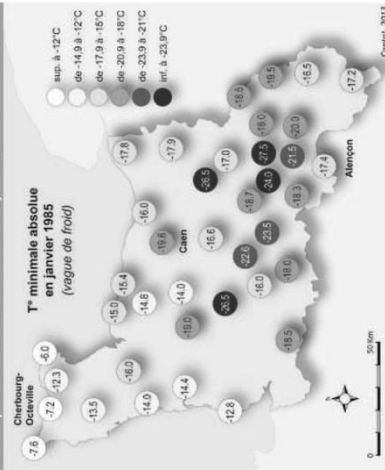 T° minimale absolue
en janvier 1985
(vague de froid)
sup. à -12°C
de -14,9 à -12°C
de -17,9 à -15°C
de -20,9 à -18°C
de -23,9 à -21°C
inf. à -23,9°C
Cherbourg-
Octeville
-7.6
-7.2
-12.3
-6.0
-13.5
-16.0
-14.0
-14.4
-12.8
-15.0
-15.4
-14.8
-14.0
-19.0
-26.5
-18.5
-16.0
-19.6
Caen
-16.6
-22.6
-23.5
-16.0
-18.0
-17.8
-17.9
-26.5
-17.0
-18.7
-24.0
-27.5
-18.3
-21.5
-18.0
-20.0
-17.4
Alençon
-18.5
-19.5
-16.5
-17.2
0
50 Km
N